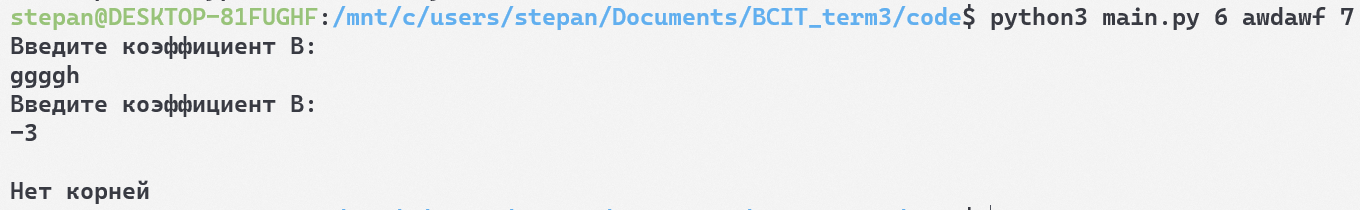 stepan@DESKTOP-81FUGHF:/mnt/c/users/stepan/Documents/BCIT_term3/code$ python3 main.py 6 awdawf 7
Введите коэффициент B:
ggggh
Введите коэффициент B:
-3
Нет корней